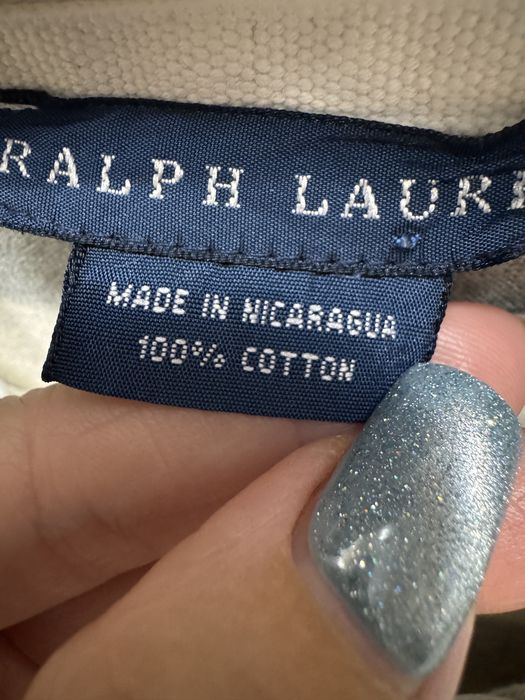 RALPH LAURE
MADE IN NICARAGUA
100% COTTON